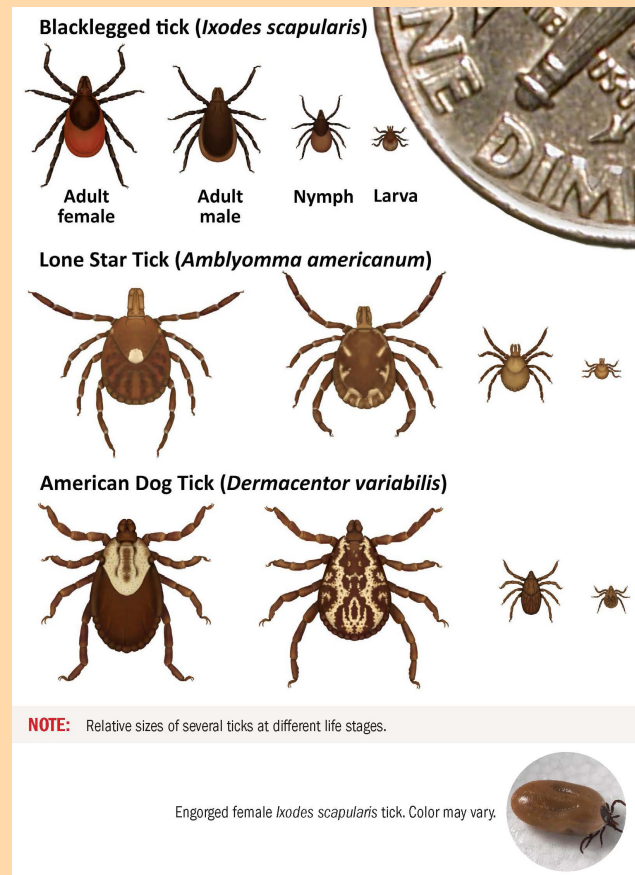 Blacklegged tick (Ixodes scapularis)
NE DIM
Adult female
Adult male
Nymph
Larva
Lone Star Tick (Amblyomma americanum)
American Dog Tick (Dermacentor variabilis)
NOTE: Relative sizes of several ticks at different life stages.
Engorged female Ixodes scapularis tick. Color may vary.